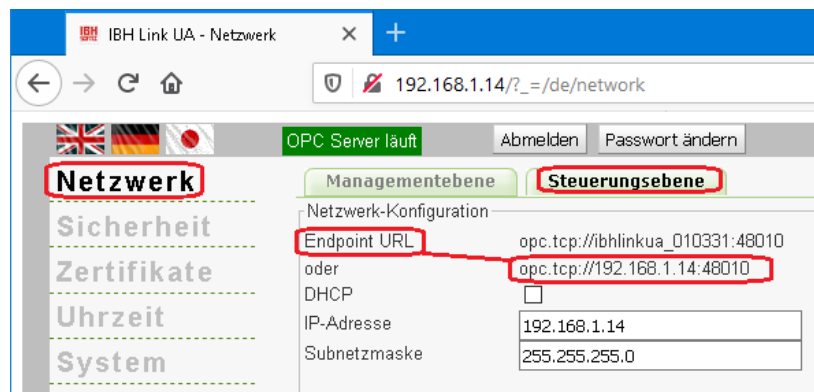 IBH Link UA - Netzwerk
192.168.1.14/?_=/de/network
OPC Server läuft Abmelden Passwort ändern
Netzwerk
Sicherheit
Zertifikate
Uhrzeit
System
Managementebene Steuerungsebene
Netzwerk-Konfiguration
Endpoint URL opc.tcp://ibhlinkua_010331:48010
oder opc.tcp://192.168.1.14:48010
DHCP
IP-Adresse 192.168.1.14
Subnetzmaske 255.255.255.0